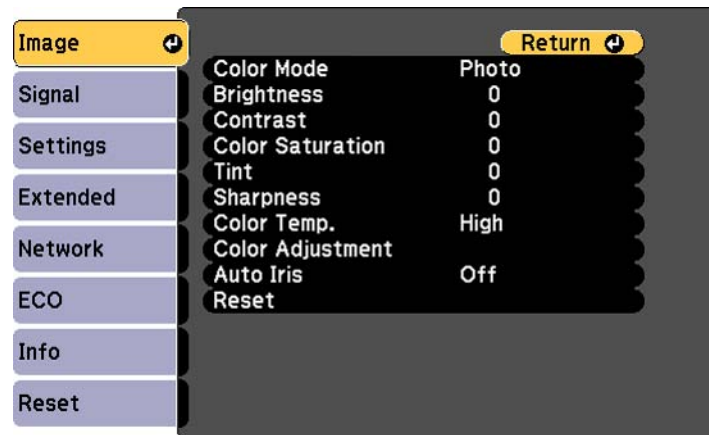 Image
Signal
Settings
Extended
Network
ECO
Info
Reset
Return
Color Mode Photo
Brightness 0
Contrast 0
Color Saturation 0
Tint 0
Sharpness 0
Color Temp. High
Color Adjustment
Auto Iris Off
Reset